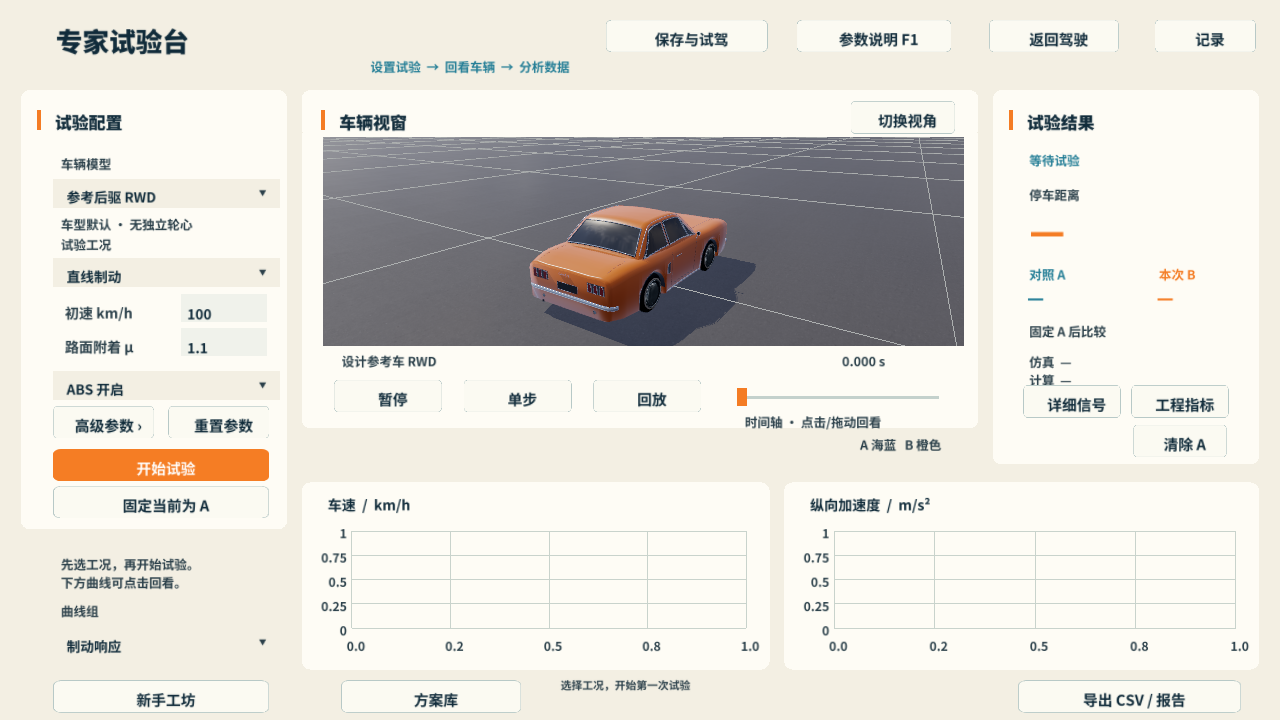 专家试验台
保存与试驾
参数说明 F1
返回驾驶
记录
设置试验 → 回看车辆 → 分析数据
试验配置
车辆模型
参考后驱 RWD
车型默认 · 无独立轮心
试验工况
直线制动
初速 km/h
100
路面附着 μ
1.1
ABS 开启
高级参数 ›
重置参数
开始试验
固定当前为 A
先选工况，再开始试验。
下方曲线可点击回看。
曲线组
制动响应
新手工坊
车辆视窗
切换视角
设计参考车 RWD
0.000 s
暂停
单步
回放
时间轴 · 点击/拖动回看
A 海蓝 B 橙色
试验结果
等待试验
停车距离
—
对照 A
本次 B
—
—
固定 A 后比较
仿真 —
计算 —
详细信号
工程指标
清除 A
车速 / km/h
1
0.75
0.5
0.25
0
0.0
0.2
0.5
0.8
1.0
纵向加速度 / m/s²
1
0.75
0.5
0.25
0
0.0
0.2
0.5
0.8
1.0
方案库
选择工况，开始第一次试验
导出 CSV / 报告